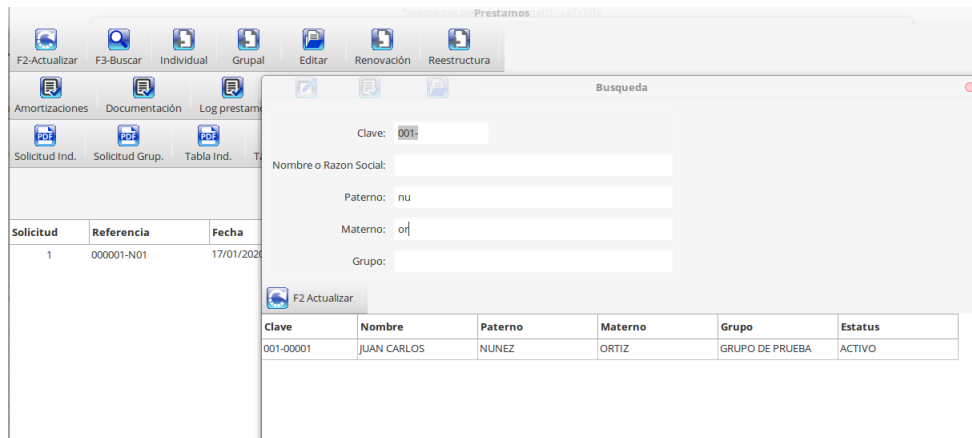 Prestamos
F2-Actualizar F3-Buscar Individual Grupal Editar Renovación Reestructura
Amortizaciones Documentación Log prestam
Busqueda
Solicitud Ind. Solicitud Grup. Tabla Ind.
Clave: 001-
Nombre o Razon Social:
Paterno: nu
Materno: or
Grupo:
Solicitud Referencia Fecha
1 000001-N01 17/01/2020
F2 Actualizar
Clave Nombre Paterno Materno Grupo Estatus
001-00001 JUAN CARLOS NUNEZ ORTIZ GRUPO DE PRUEBA ACTIVO